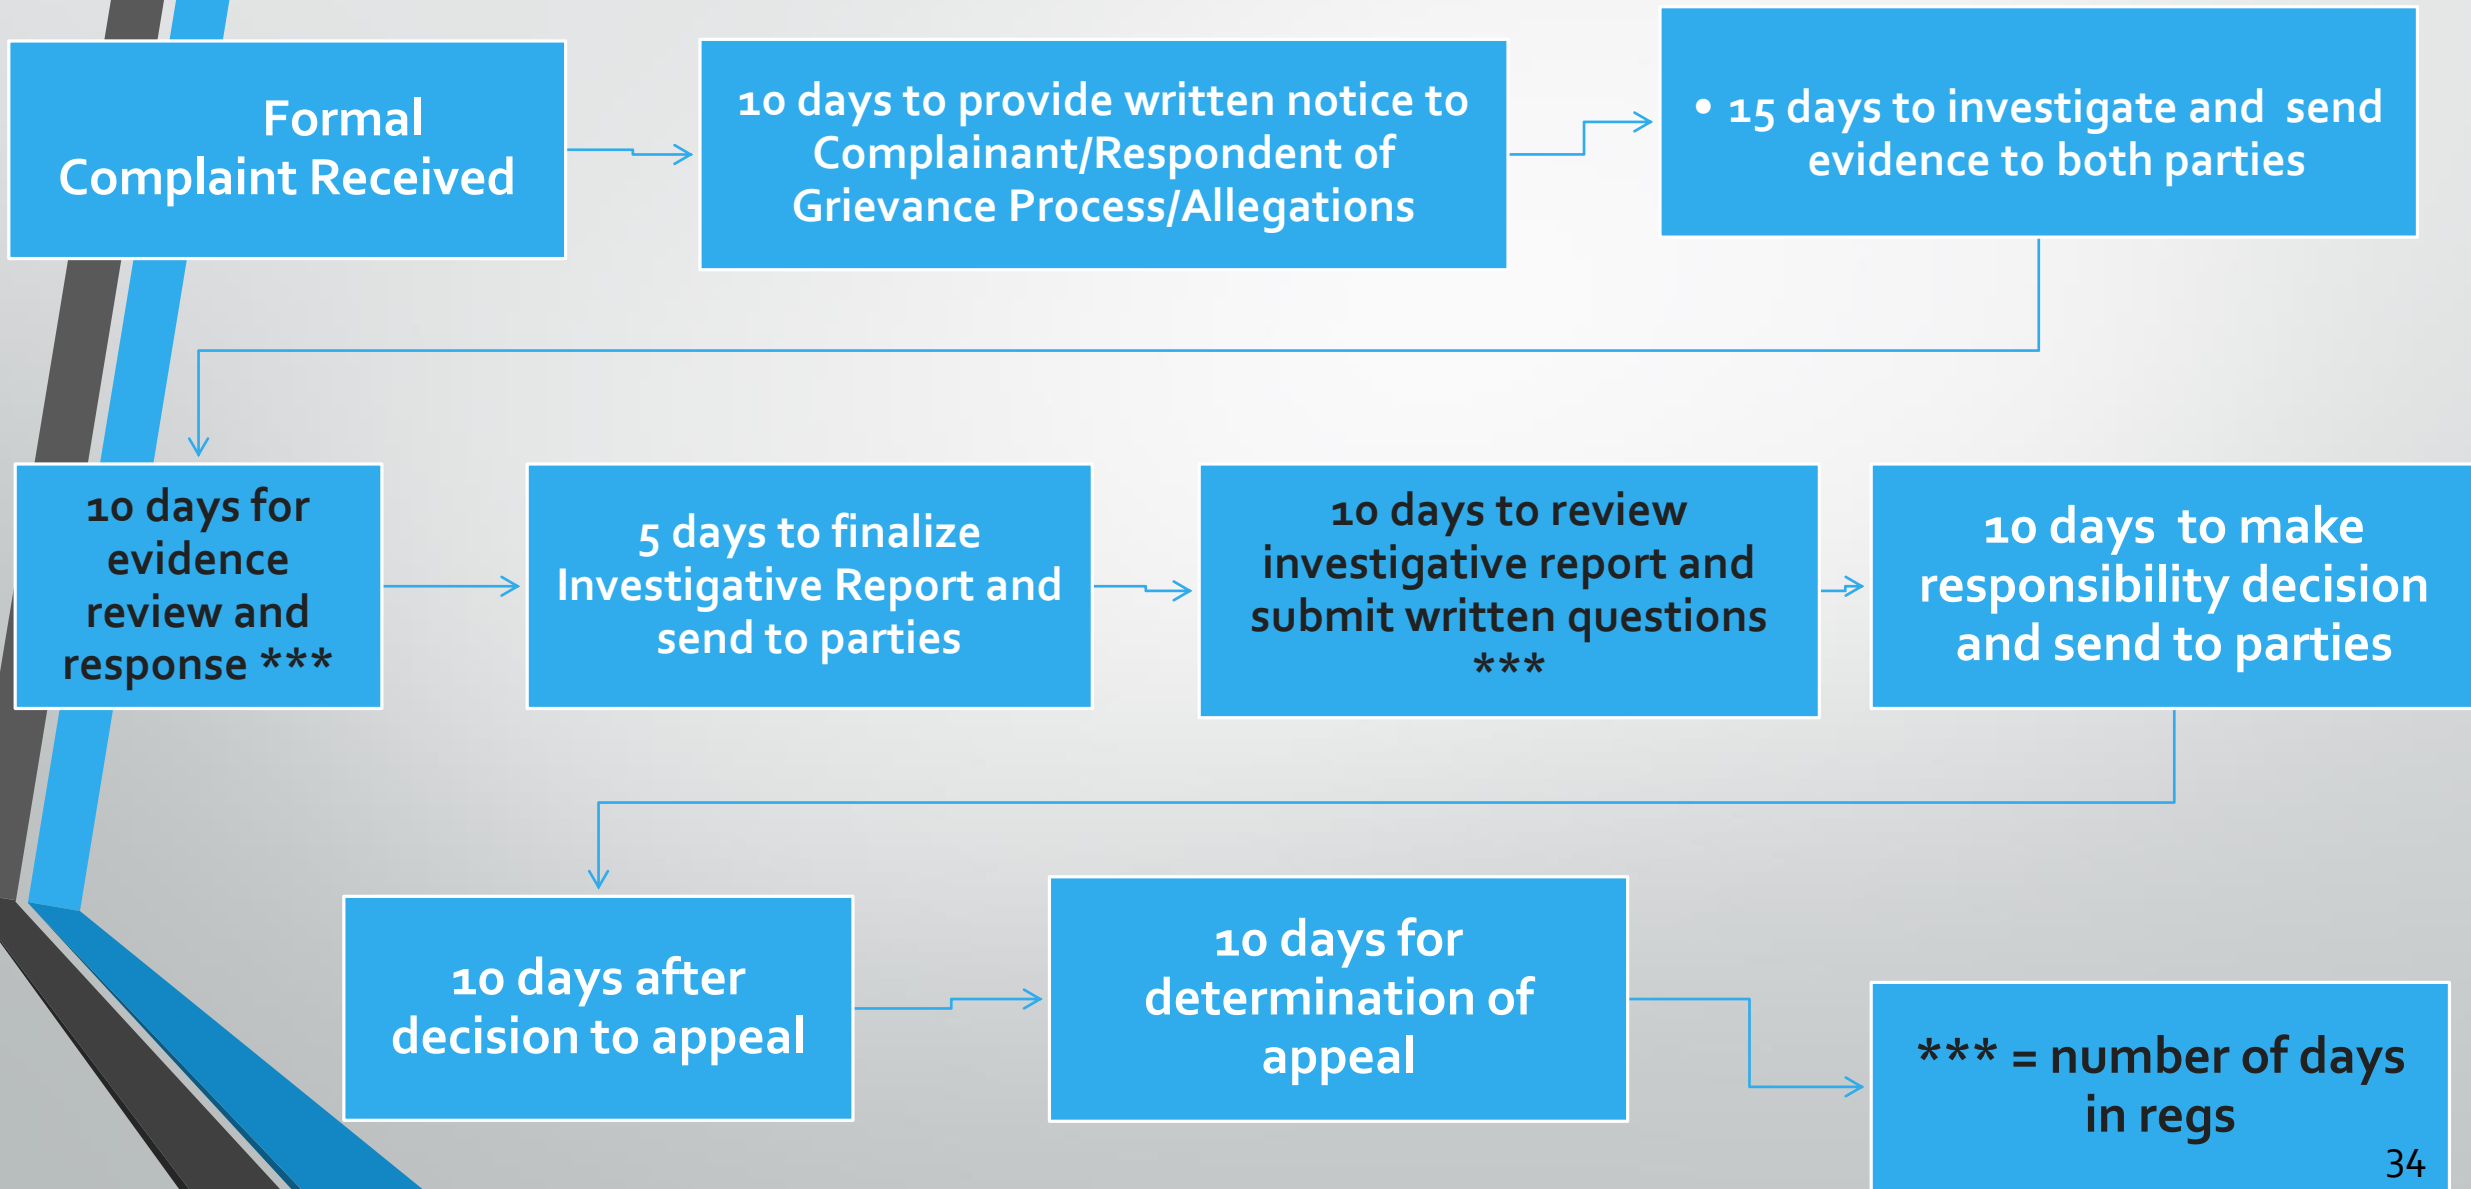 Formal
Complaint Received
10 days to provide written notice to
Complainant/Respondent of
Grievance Process/Allegations
• 15 days to investigate and send
evidence to both parties
10 days for
evidence
review and
response ***
5 days to finalize
Investigative Report and
send to parties
10 days to review
investigative report and
submit written questions
***
10 days to make
responsibility decision
and send to parties
10 days after
decision to appeal
10 days for
determination of
appeal
*** = number of days
in regs
34